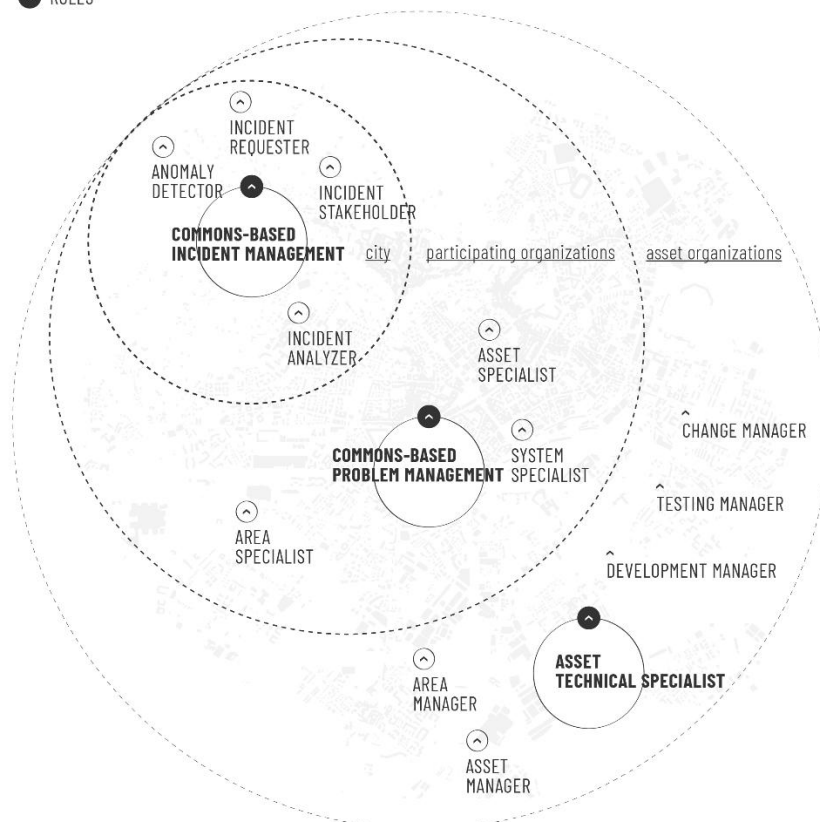 INCIDENT
REQUESTER
ANOMALY
DETECTOR
INCIDENT
STAKEHOLDER
COMMONS-BASED
INCIDENT MANAGEMENT
city
participating organizations
asset organizations
INCIDENT
ANALYZER
ASSET
SPECIALIST
CHANGE MANAGER
COMMONS-BASED
PROBLEM MANAGEMENT
SYSTEM
SPECIALIST
TESTING MANAGER
AREA
SPECIALIST
DEVELOPMENT MANAGER
ASSET
TECHNICAL SPECIALIST
AREA
MANAGER
ASSET
MANAGER